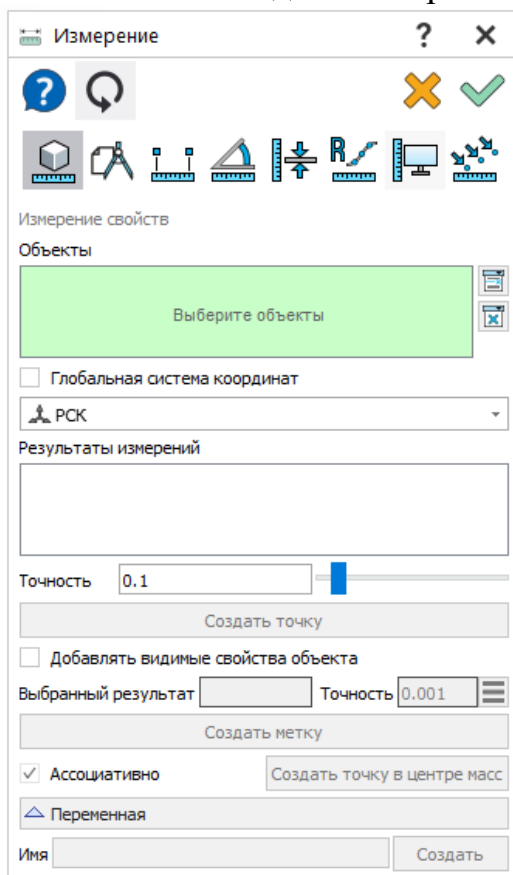 Измерение ?
?
R
Измерение свойств
Объекты
Выберите объекты
Глобальная система координат
РСК
Результаты измерений
Точность 0.1
Создать точку
Добавлять видимые свойства объекта
Выбранный результат Точность 0.001
Создать метку
Ассоциативно Создать точку в центре масс
Переменная
Имя Создать